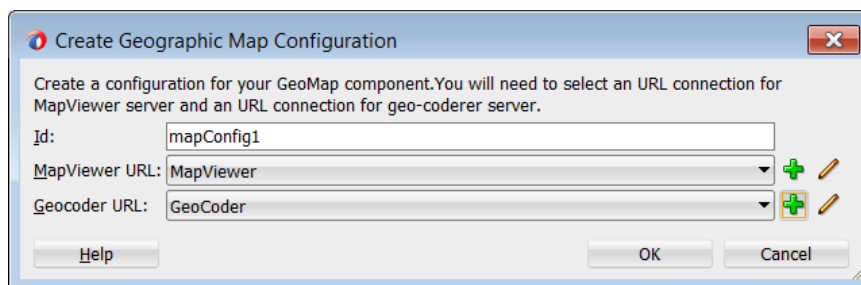 Create Geographic Map Configuration
Create a configuration for your GeoMap component.You will need to select an URL connection for
MapViewer server and an URL connection for geo-coderer server.
Id: mapConfig1
MapViewer URL: MapViewer
Geocoder URL: GeoCoder
Help OK Cancel